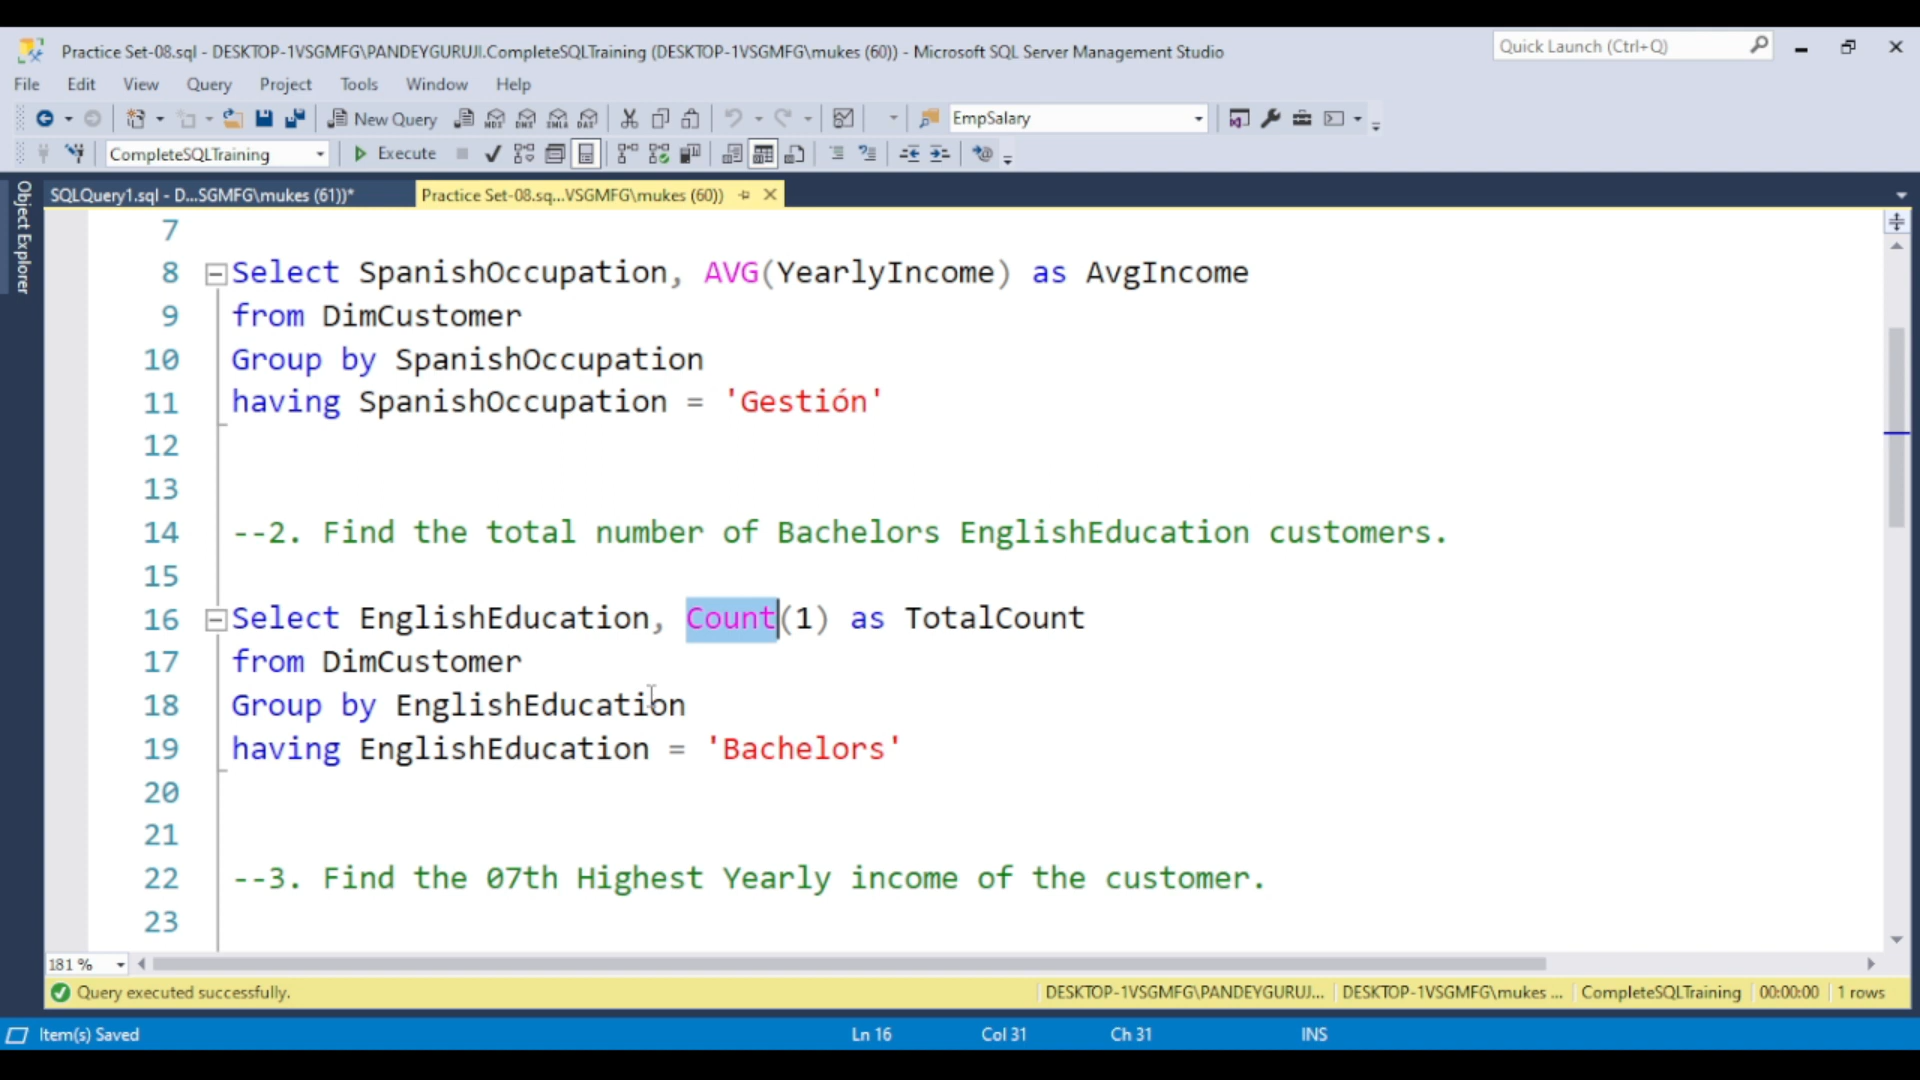 Practice Set-08.sql - DESKTOP-1VSGMFG\PANDEYGURUJI.CompleteSQLTraining (DESKTOP-1VSGMFG\mukes (60)) - Microsoft SQL Server Management Studio
Quick Launch (Ctrl+Q)
File Edit View Query Project Tools Window Help
New Query
EmpSalary
CompleteSQLTraining Execute
SQLQuery1.sql - D...SGMFG\mukes (61))*
Practice Set-08.sq...VSGMFG\mukes (60))
Object Explorer
7
8 Select SpanishOccupation, AVG(YearlyIncome) as AvgIncome
9 from DimCustomer
10 Group by SpanishOccupation
11 having SpanishOccupation = 'Gestión'
12
13
14 --2. Find the total number of Bachelors EnglishEducation customers.
15
16 Select EnglishEducation, Count(1) as TotalCount
17 from DimCustomer
18 Group by EnglishEducation
19 having EnglishEducation = 'Bachelors'
20
21
22 --3. Find the 07th Highest Yearly income of the customer.
23
181 %
Query executed successfully. DESKTOP-1VSGMFG\PANDEYGURUJ... DESKTOP-1VSGMFG\mukes ... CompleteSQLTraining 00:00:00 1 rows
Item(s) Saved Ln 16 Col 31 Ch 31 INS